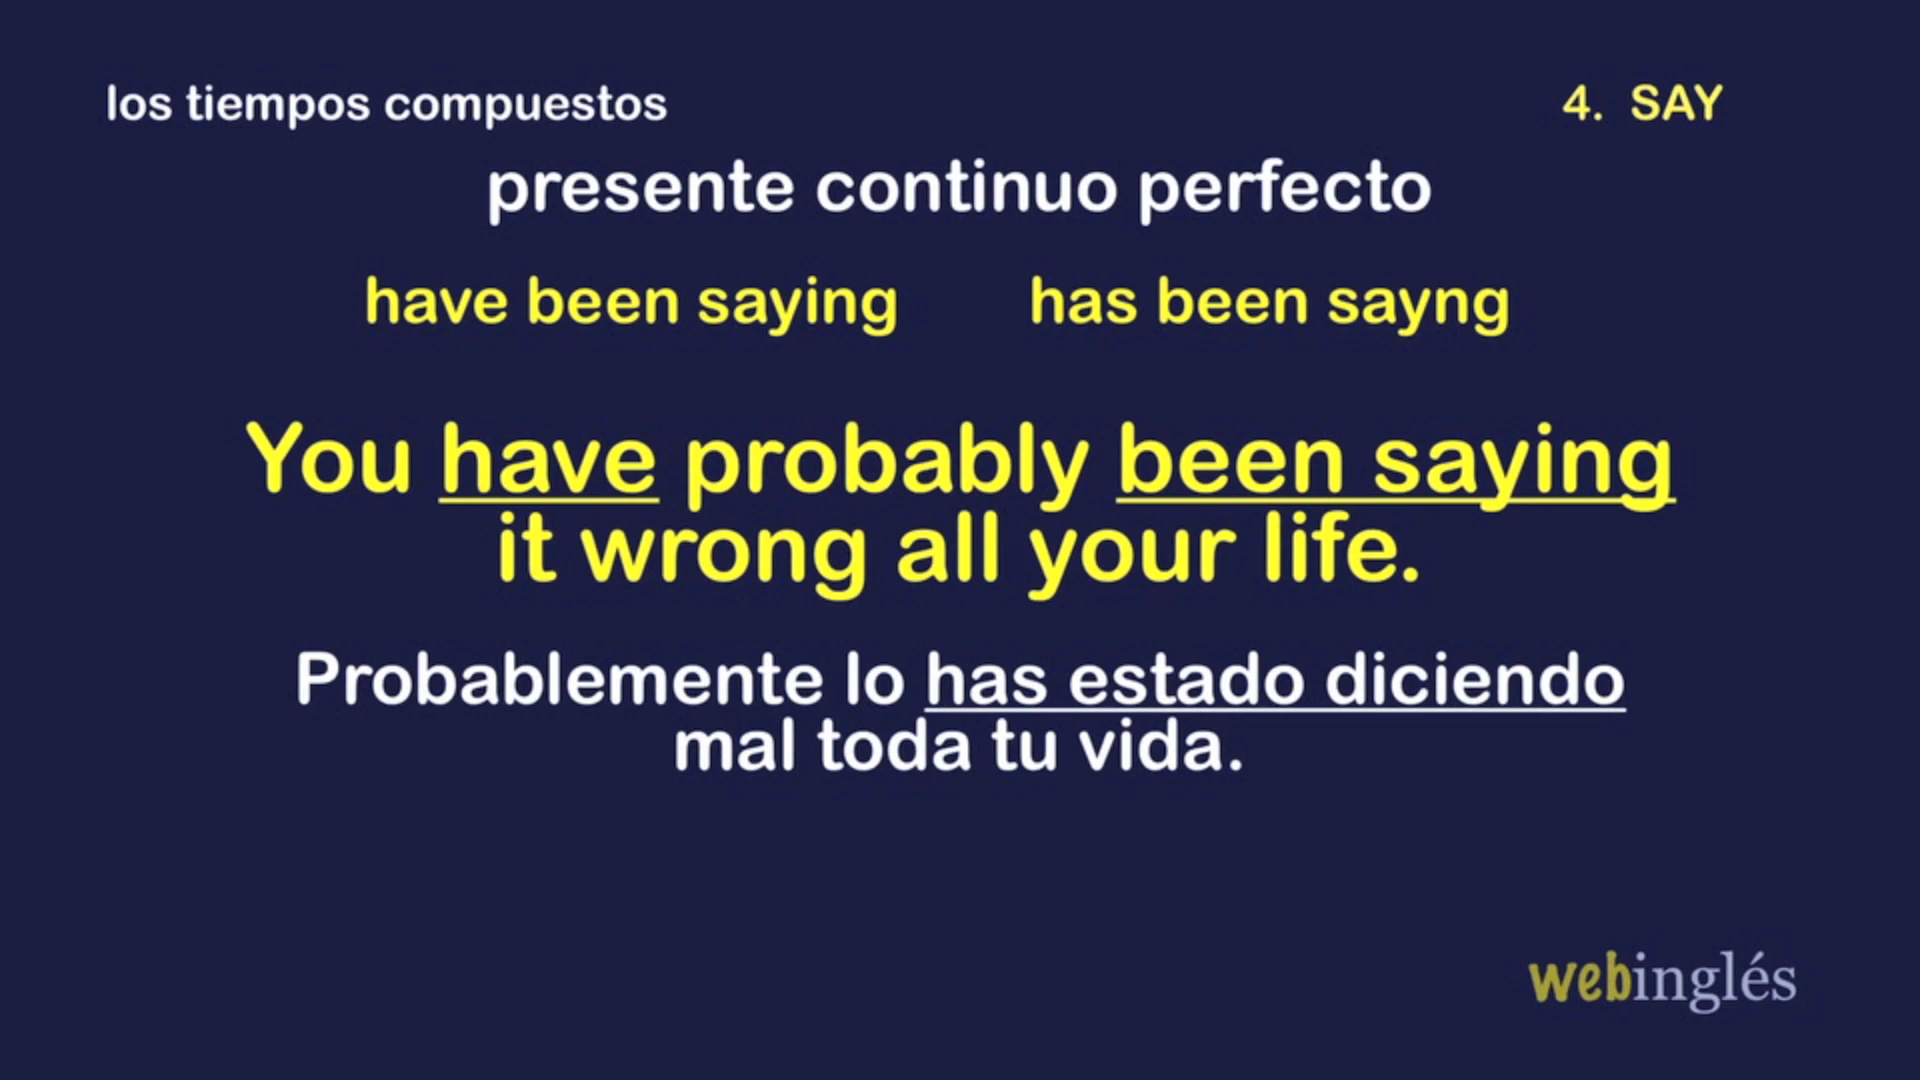 los tiempos compuestos
4. SAY
presente continuo perfecto
have been saying has been sayng
You have probably been saying
it wrong all your life.
Probablemente lo has estado diciendo
mal toda tu vida.
webinglés